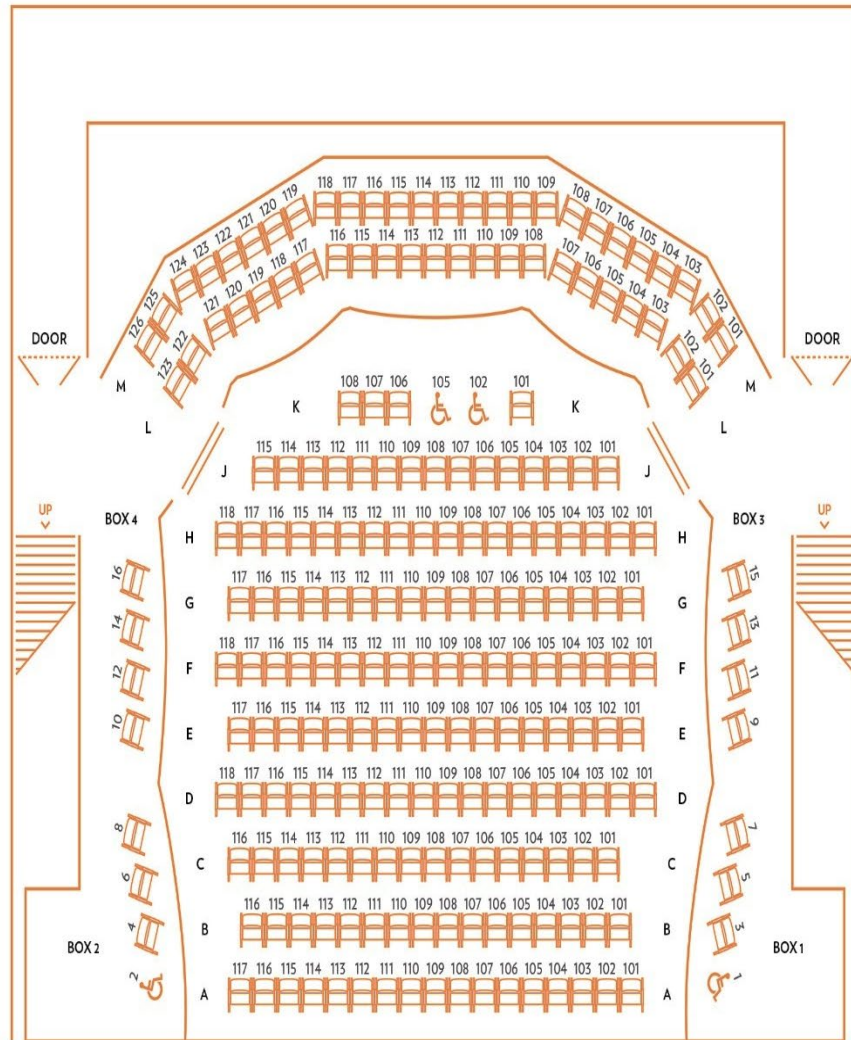 126 125 124 123 122 121 120 119 118 117 116 115 114 113 112 111 110 109 108 107 106 105 104 103 102 101
123 122 121 120 119 118 117 116 115 114 113 112 111 110 109 108 107 106 105 104 103 102 101
DOOR DOOR
M M
L L
K 108 107 106 105 102 101 K
J 115 114 113 112 111 110 109 108 107 106 105 104 103 102 101 J
UP UP
BOX 4 BOX 3
H 118 117 116 115 114 113 112 111 110 109 108 107 106 105 104 103 102 101 H
16 15
G 117 116 115 114 113 112 111 110 109 108 107 106 105 104 103 102 101 G
14 13
F 118 117 116 115 114 113 112 111 110 109 108 107 106 105 104 103 102 101 F
12 11
E 117 116 115 114 113 112 111 110 109 108 107 106 105 104 103 102 101 E
10 9
D 118 117 116 115 114 113 112 111 110 109 108 107 106 105 104 103 102 101 D
8 7
C 116 115 114 113 112 111 110 109 108 107 106 105 104 103 102 101 C
6 5
B 116 115 114 113 112 111 110 109 108 107 106 105 104 103 102 101 B
4 3
BOX 2 BOX 1
2 1
A 117 116 115 114 113 112 111 110 109 108 107 106 105 104 103 102 101 A